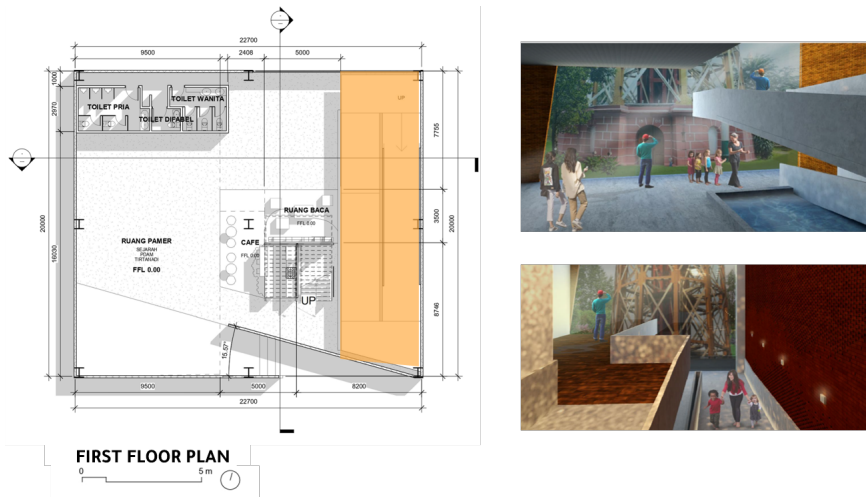 22700
9500
2408
5000
1000
2970
TOILET PRIA
TOILET WANITA
TOILET DIFABEL
UP
7755
20000
16030
RUANG BACA
FFL 0.00
3500
20000
RUANG PAMER
SEJARAH
PDAM
TIRTANADI
FFL 0.00
CAFE
FFL 0.00
UP
8746
15.57°
9500
5000
8200
22700
FIRST FLOOR PLAN
0
5 m